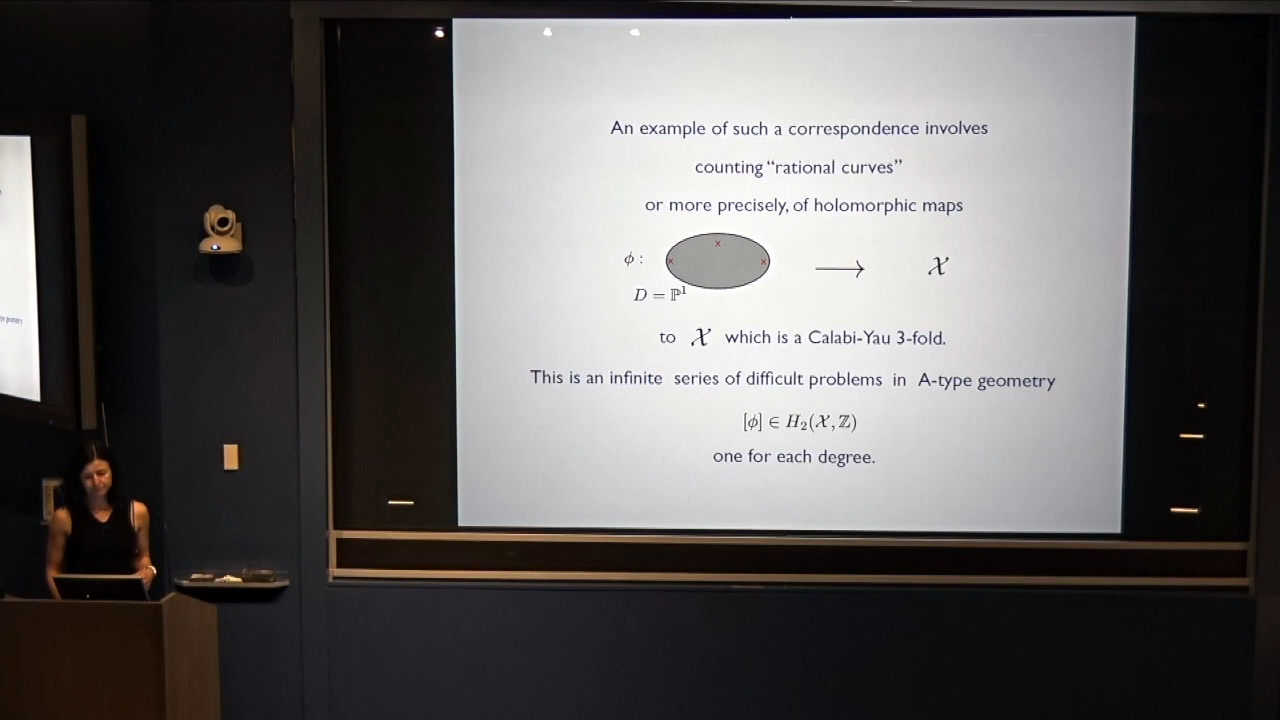 An example of such a correspondence involves
counting “rational curves”
or more precisely, of holomorphic maps
ϕ : ⟶ 𝒳
D = ℙ¹
to 𝒳 which is a Calabi-Yau 3-fold.
This is an infinite series of difficult problems in A-type geometry
[ϕ] ∈ H₂(𝒳, ℤ)
one for each degree.